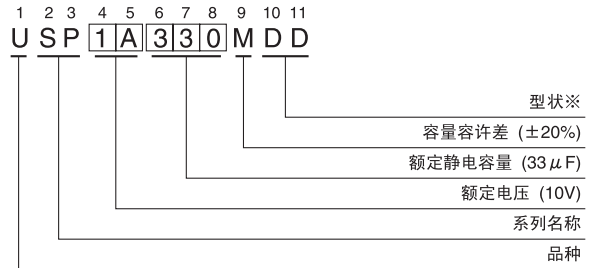 1 2 3 4 5 6 7 8 9 10 11
U S P 1 A 3 3 0 M D D
型状※
容量容许差 (±20%)
额定静电容量 (33μF)
额定电压 (10V)
系列名称
品种